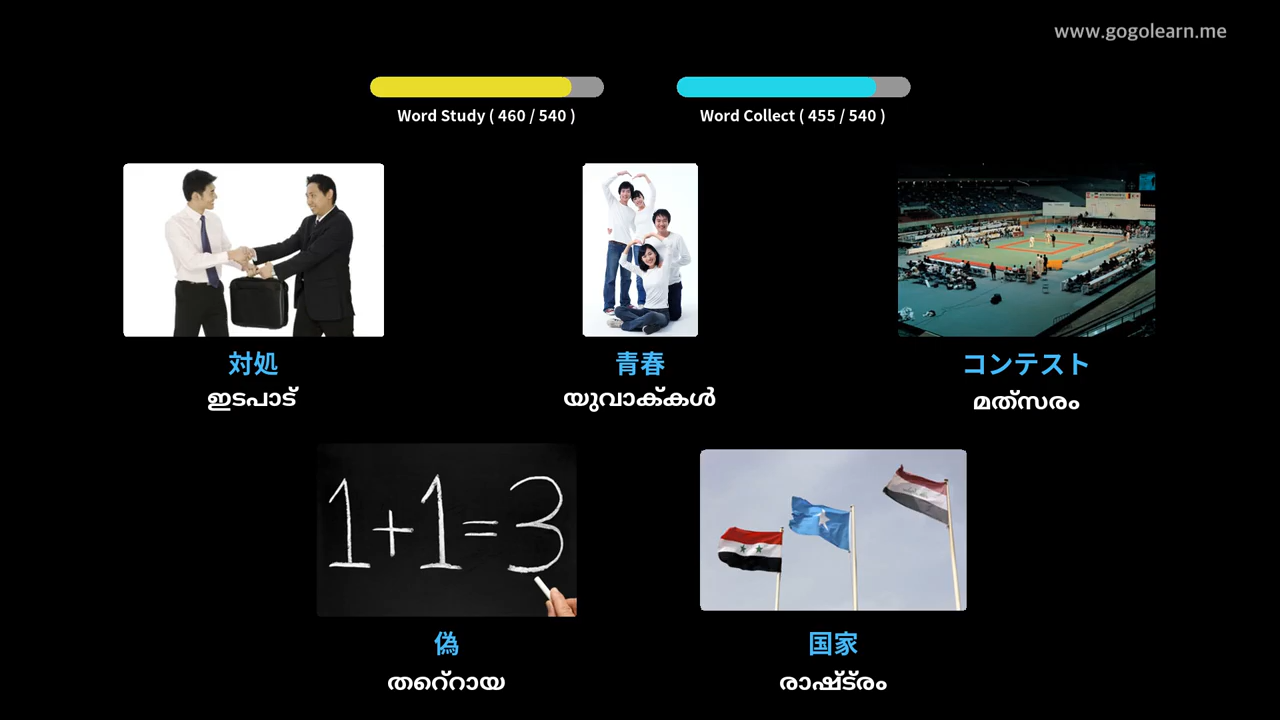 www.gogolearn.me
Word Study ( 460 / 540 )
Word Collect ( 455 / 540 )
対処
ഇടപാട്
青春
യുവാക്കൾ
コンテスト
മത്സരം
1+1=3
偽
തെറ്റായ
国家
രാഷ്ട്രം